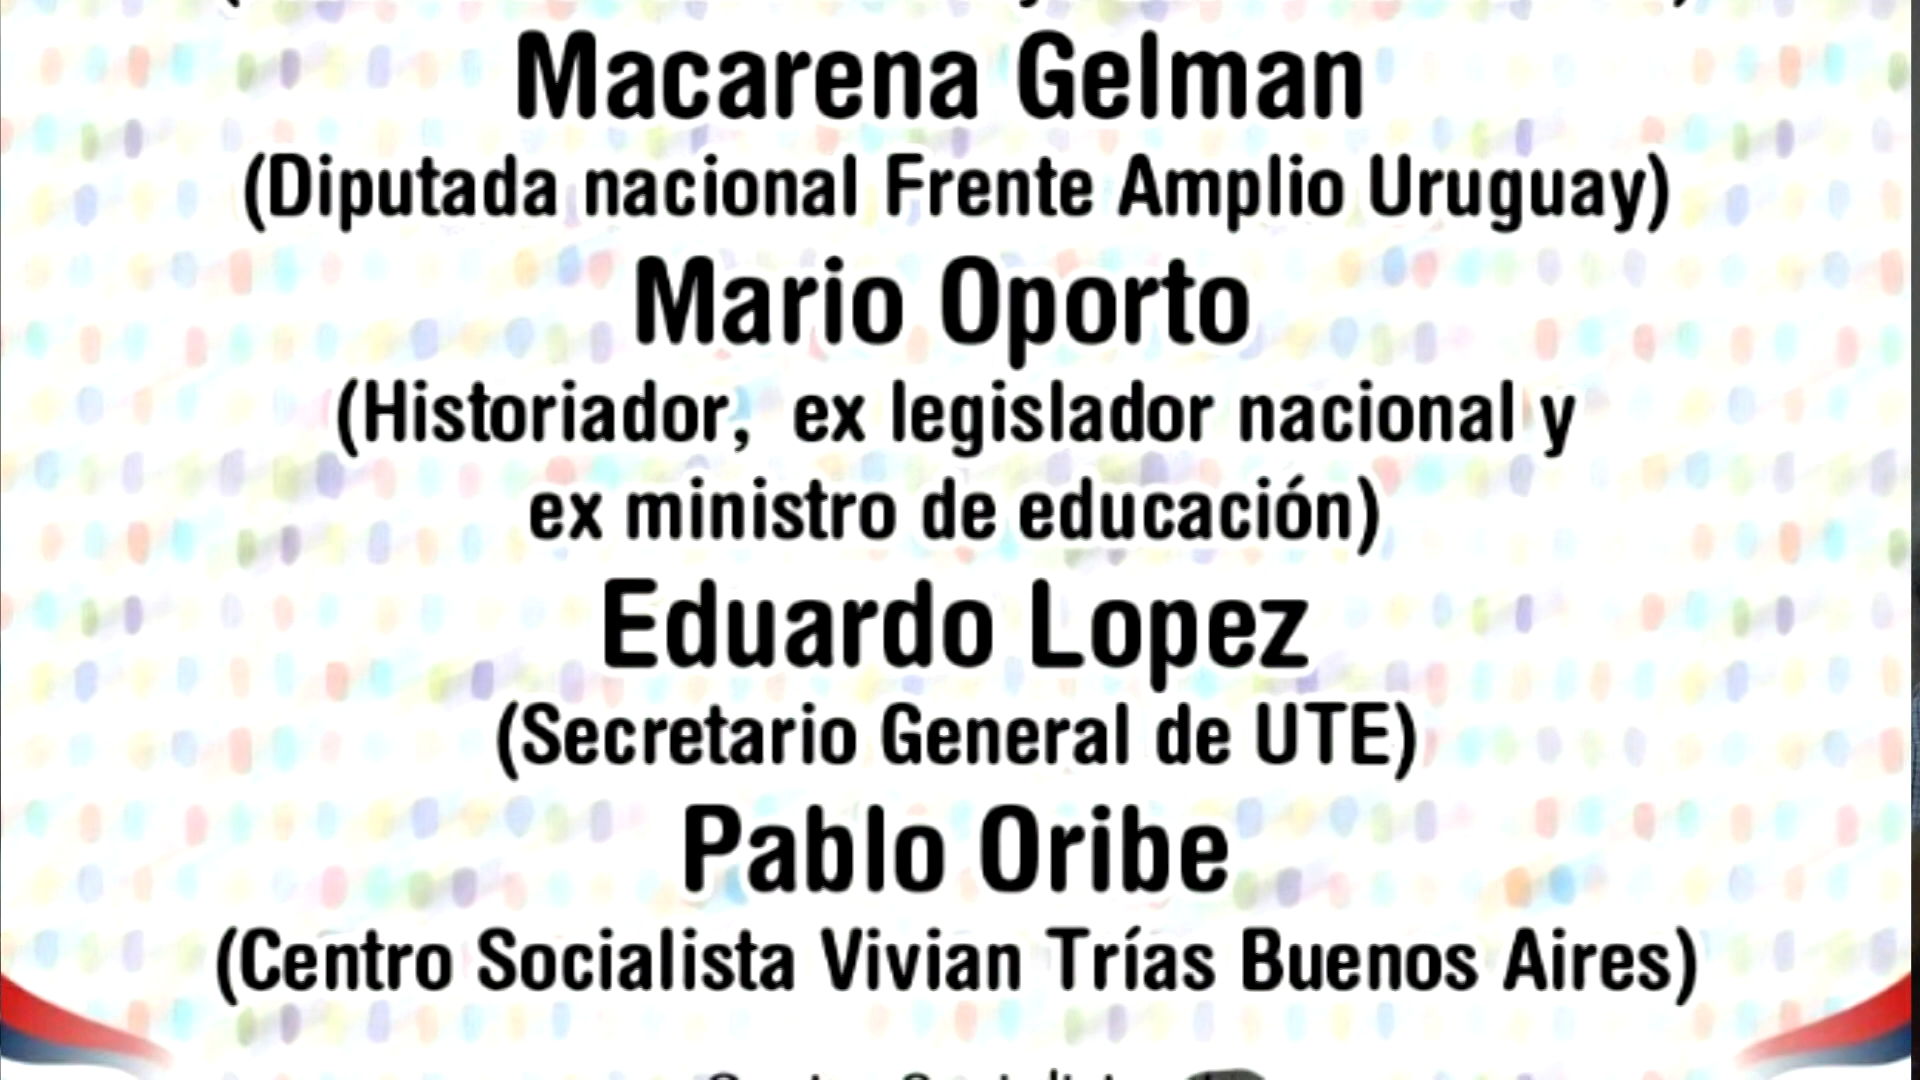 Macarena Gelman
(Diputada nacional Frente Amplio Uruguay)
Mario Oporto
(Historiador, ex legislador nacional y
ex ministro de educación)
Eduardo Lopez
(Secretario General de UTE)
Pablo Oribe
(Centro Socialista Vivian Trías Buenos Aires)